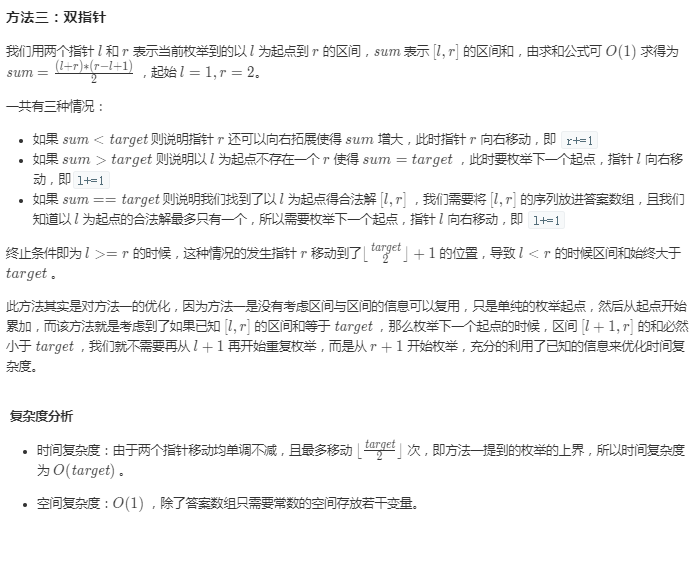 方法三：双指针
我们用两个指针 l 和 r 表示当前枚举到的以 l 为起点到 r 的区间，sum 表示 [l, r] 的区间和，由求和公式可 O(1) 求得为
sum = (l+r)∗(r−l+1)/2 ，起始 l = 1, r = 2。
一共有三种情况：
• 如果 sum < target 则说明指针 r 还可以向右拓展使得 sum 增大，此时指针 r 向右移动，即 r+=1
• 如果 sum > target 则说明以 l 为起点不存在一个 r 使得 sum = target ，此时要枚举下一个起点，指针 l 向右移
动，即 l+=1
• 如果 sum == target 则说明我们找到了以 l 为起点得合法解 [l, r] ，我们需要将 [l, r] 的序列放进答案数组，且我们
知道以 l 为起点的合法解最多只有一个，所以需要枚举下一个起点，指针 l 向右移动，即 l+=1
终止条件即为 l >= r 的时候，这种情况的发生指针 r 移动到了⌊target/2⌋ + 1 的位置，导致 l < r 的时候区间和始终大于
target 。
此方法其实是对方法一的优化，因为方法一是没有考虑区间与区间的信息可以复用，只是单纯的枚举起点，然后从起点开始
累加，而该方法就是考虑到了如果已知 [l, r] 的区间和等于 target ，那么枚举下一个起点的时候，区间 [l + 1, r] 的和必然
小于 target ，我们就不需要再从 l + 1 再开始重复枚举，而是从 r + 1 开始枚举，充分的利用了已知的信息来优化时间复
杂度。
复杂度分析
• 时间复杂度：由于两个指针移动均单调不减，且最多移动 ⌊target/2⌋ 次，即方法一提到的枚举的上界，所以时间复杂度
为 O(target) 。
• 空间复杂度：O(1) ，除了答案数组只需要常数的空间存放若干变量。